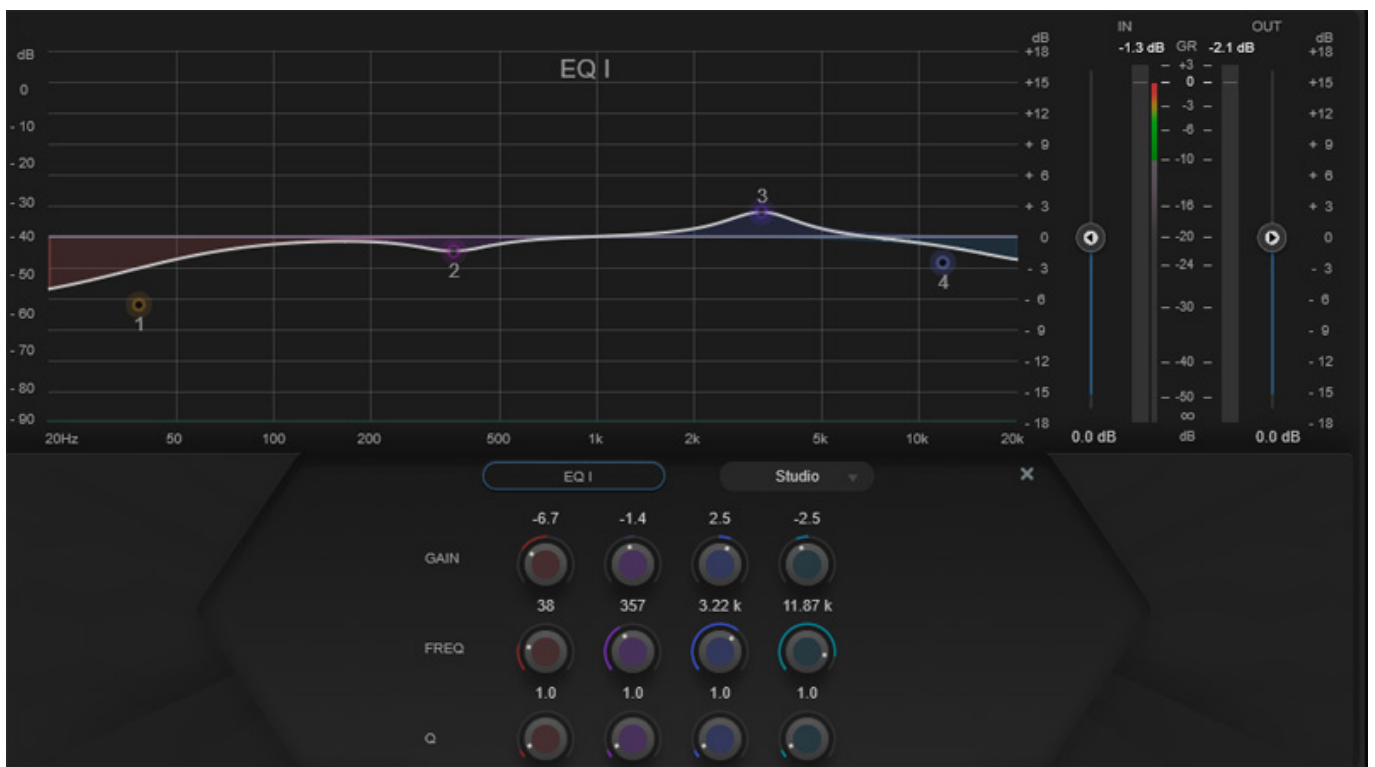 IN OUT
dB dB dB
+18 -1.3 dB GR -2.1 dB +18
EQ I
+3
0 +15 0 +15
-3
- 10 +12 +12
-6
+ 9 -10 + 9
- 20
+ 6 + 6
- 30 3 + 3 -16 + 3
- 40 0 -20 0
2 -24
- 50 - 3 - 3
4
- 60 - 6 -30 - 6
1
- 9 - 9
- 70
- 12 -40 - 12
- 80 - 15 -50 - 15
∞
- 90 - 18 - 18
20Hz 50 100 200 500 1k 2k 5k 10k 20k 0.0 dB dB 0.0 dB
EQ I Studio ×
-6.7 -1.4 2.5 -2.5
GAIN
38 357 3.22 k 11.87 k
FREQ
1.0 1.0 1.0 1.0
Q